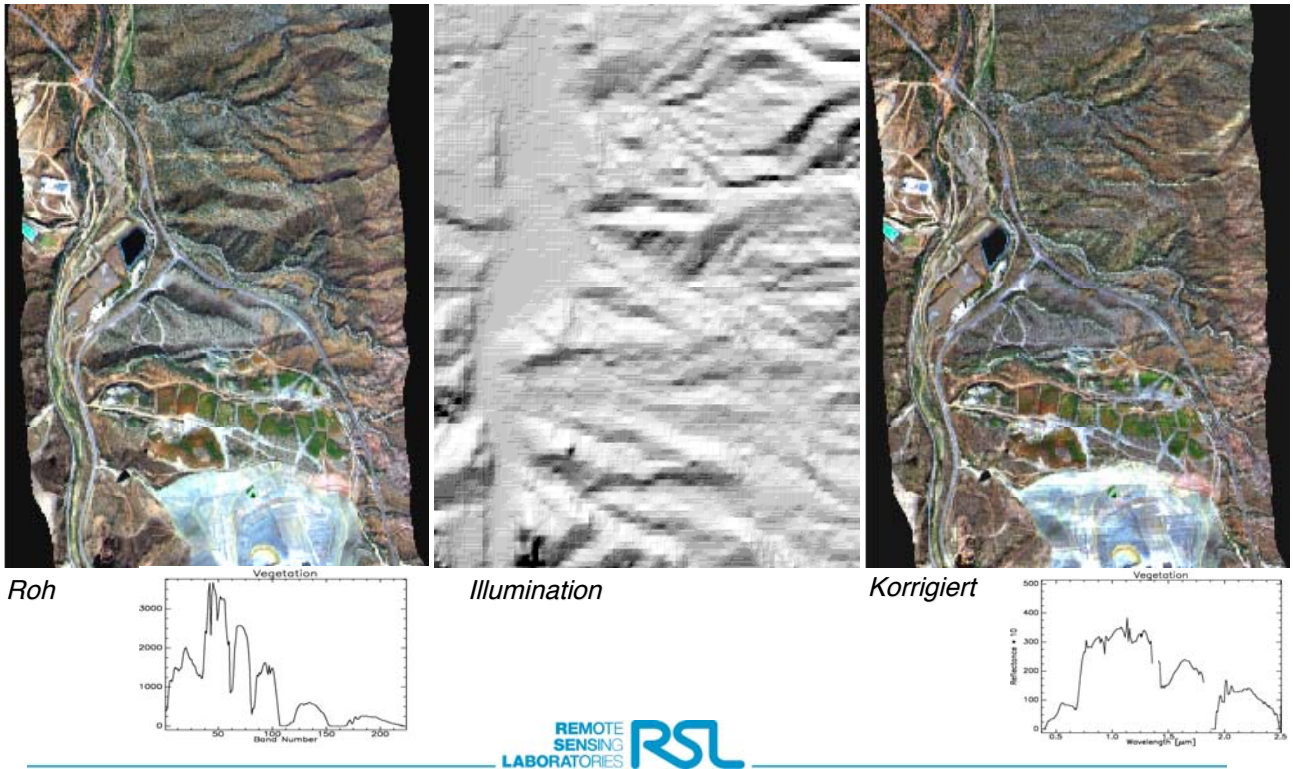 Roh
Illumination
Korrigiert
Vegetation
3000
2000
1000
0
50
100
150
200
Band Number
Vegetation
500
400
300
200
100
0
Reflectance * 10
0.5
1.0
1.5
2.0
2.5
Wavelength [μm]
REMOTE
SENSING
LABORATORIES
RSL